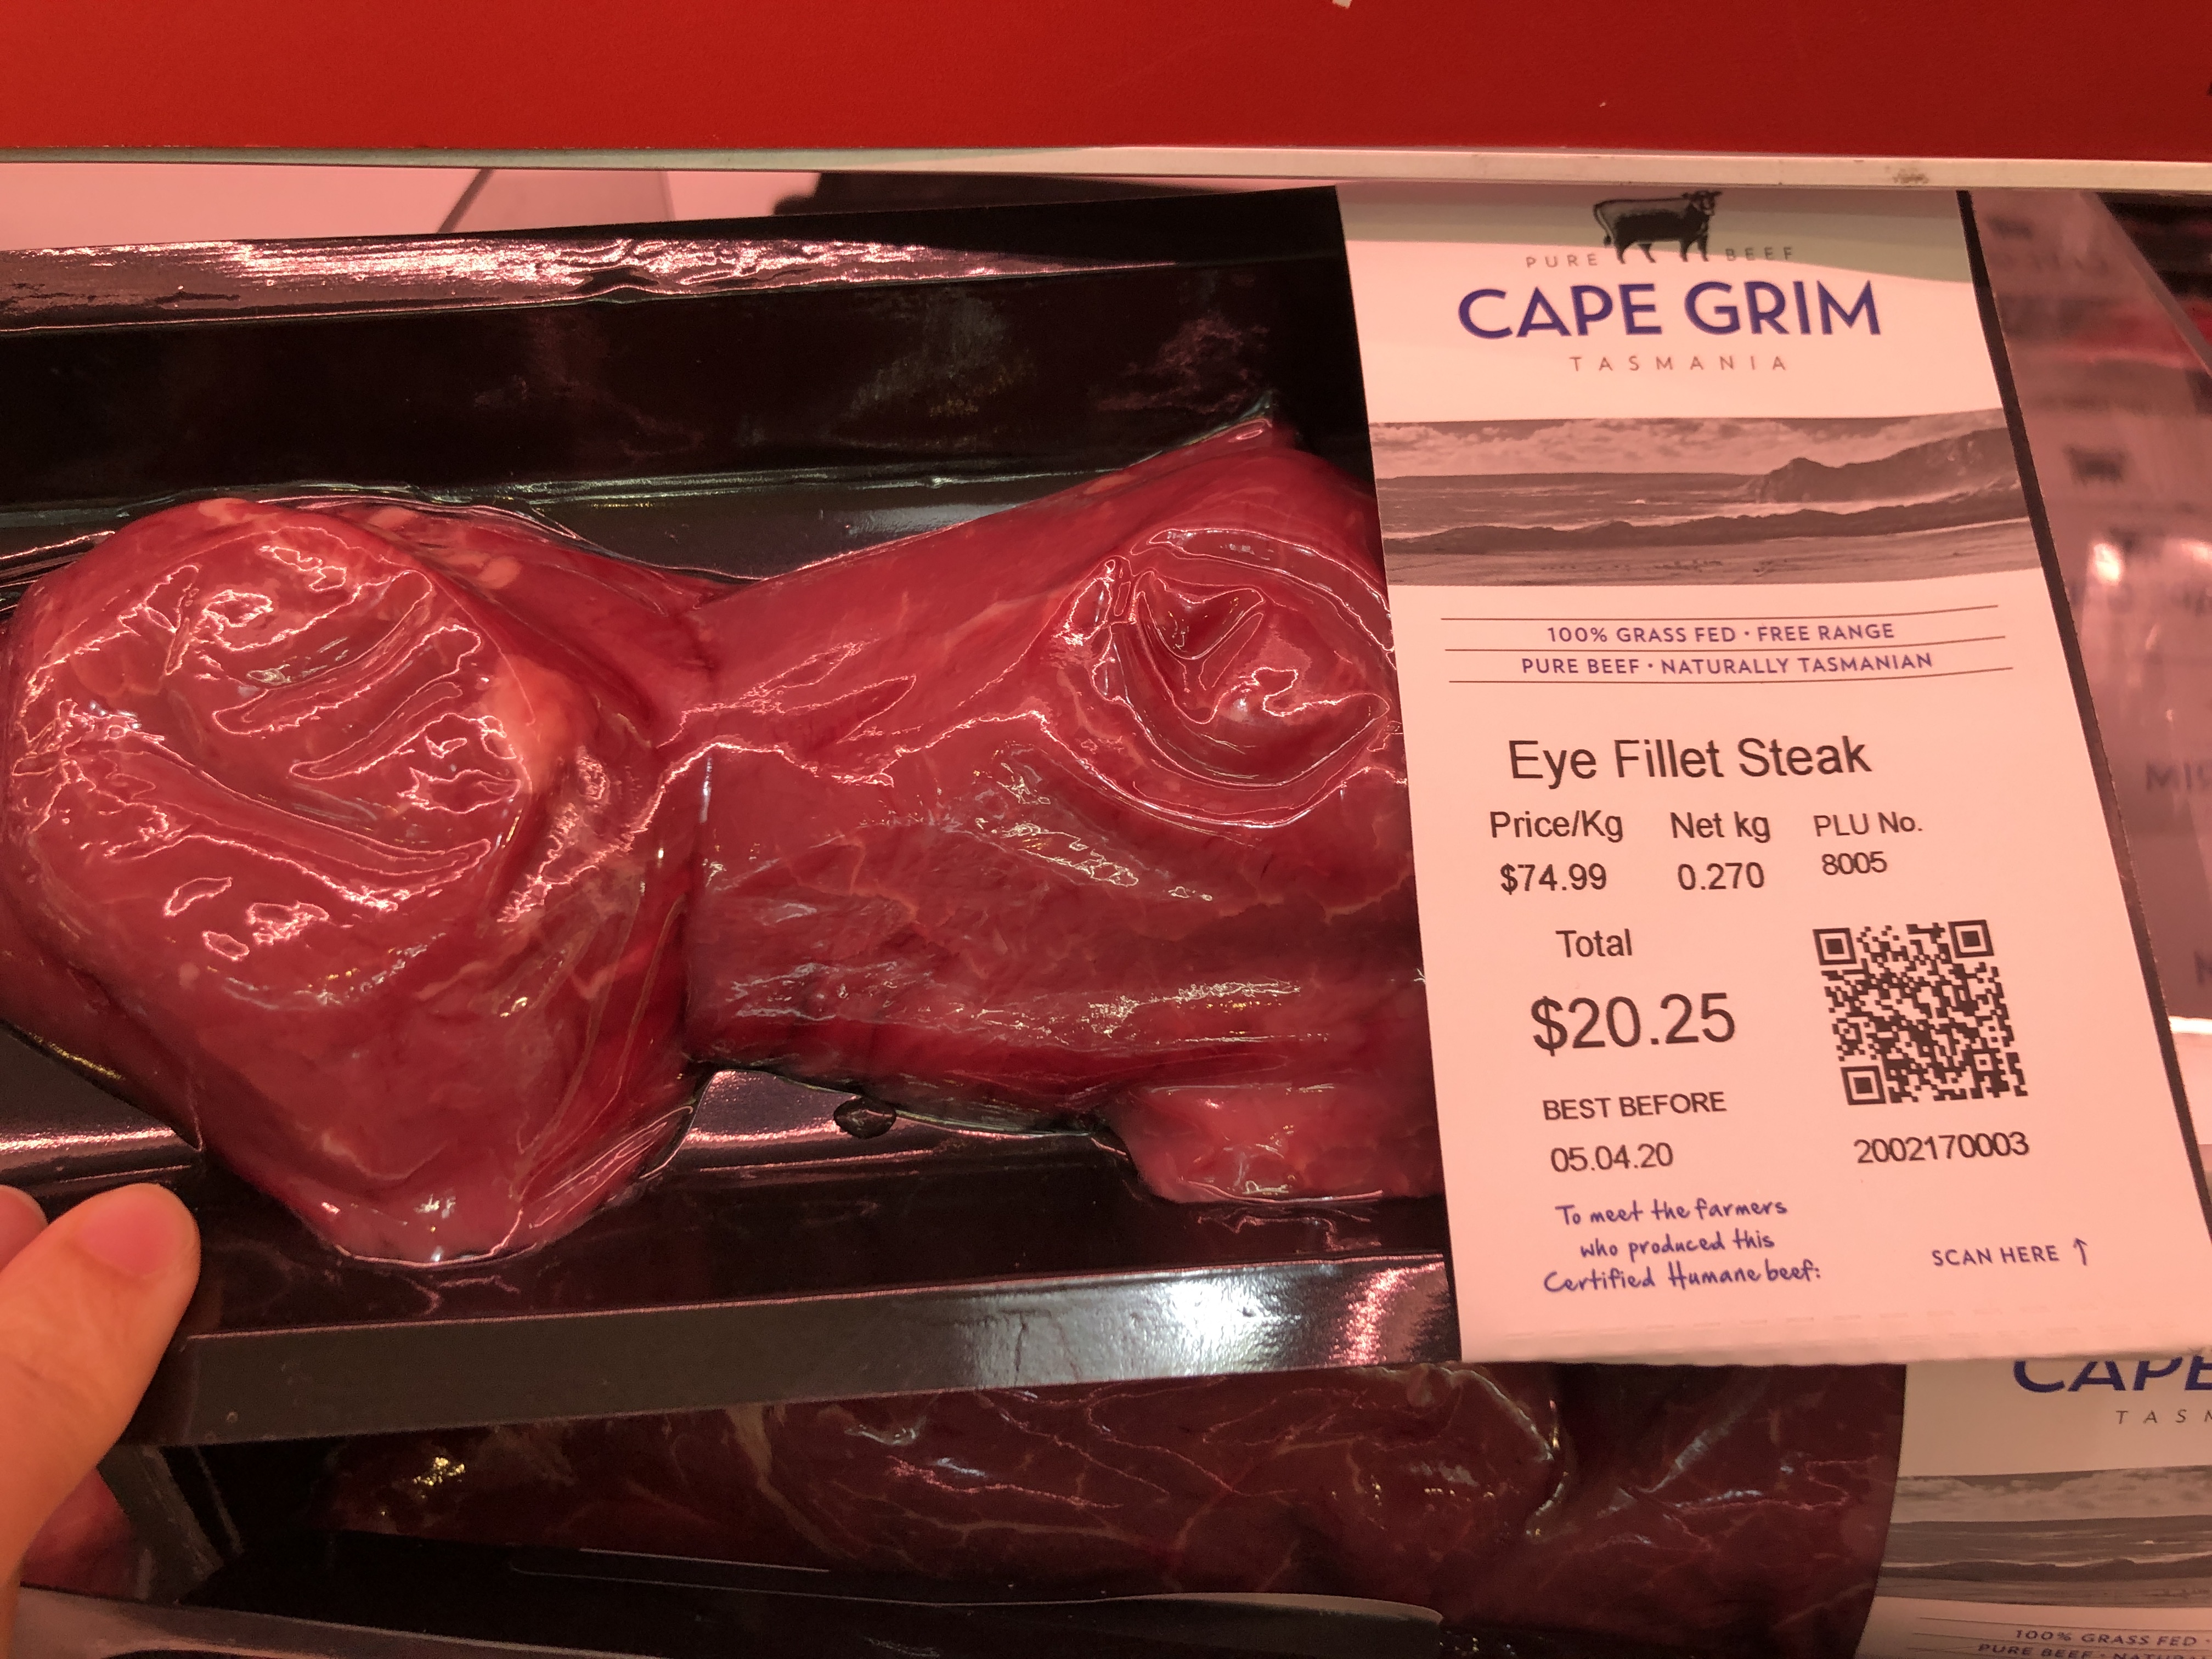 PURE BEEF
CAPE GRIM
TASMANIA
100% GRASS FED · FREE RANGE
PURE BEEF · NATURALLY TASMANIAN
Eye Fillet Steak
Price/Kg Net kg PLU No.
$74.99 0.270 8005
Total
$20.25
BEST BEFORE
05.04.20
2002170003
To meet the farmers
who produced this
Certified Humane beef:
SCAN HERE ↑
CAPE
100% GRASS FED ·
PURE BEEF ·